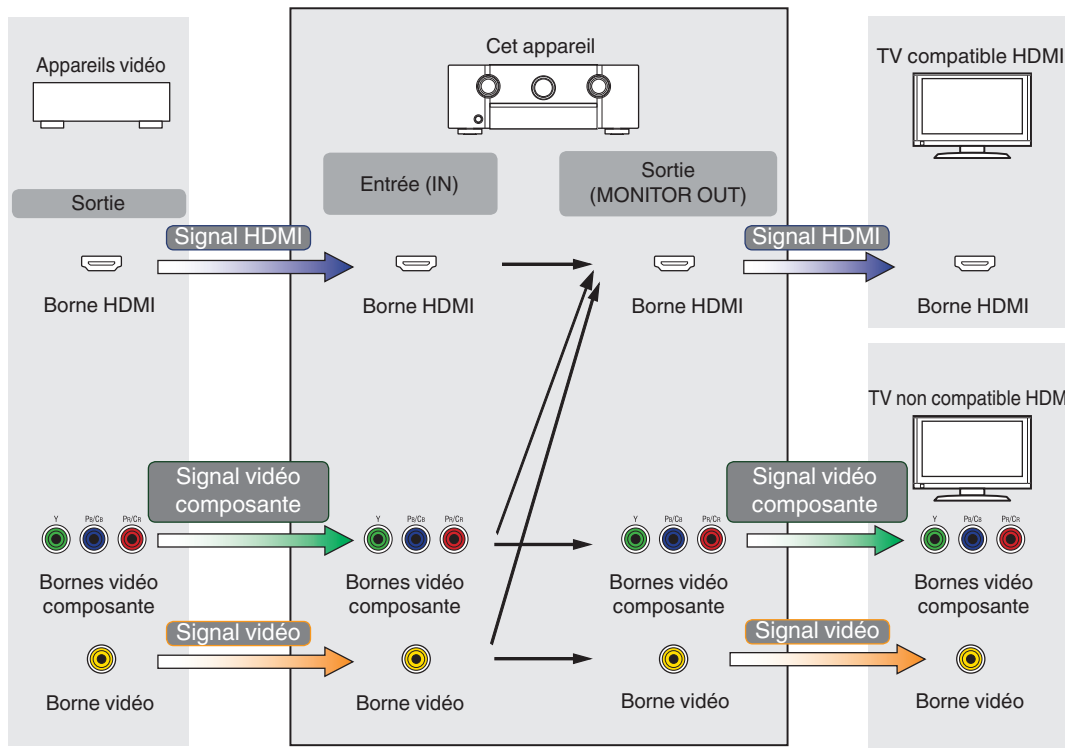 Cet appareil
Appareils vidéo
TV compatible HDMI
Entrée (IN)
Sortie
(MONITOR OUT)
Sortie
Signal HDMI
Signal HDMI
Borne HDMI
Borne HDMI
Borne HDMI
Borne HDMI
TV non compatible HDM
Signal vidéo
composante
Signal vidéo
composante
Y PB/CB PR/CR
Y PB/CB PR/CR
Y PB/CB PR/CR
Y PB/CB PR/CR
Bornes vidéo
composante
Bornes vidéo
composante
Bornes vidéo
composante
Bornes vidéo
composante
Signal vidéo
Signal vidéo
Borne vidéo
Borne vidéo
Borne vidéo
Borne vidéo